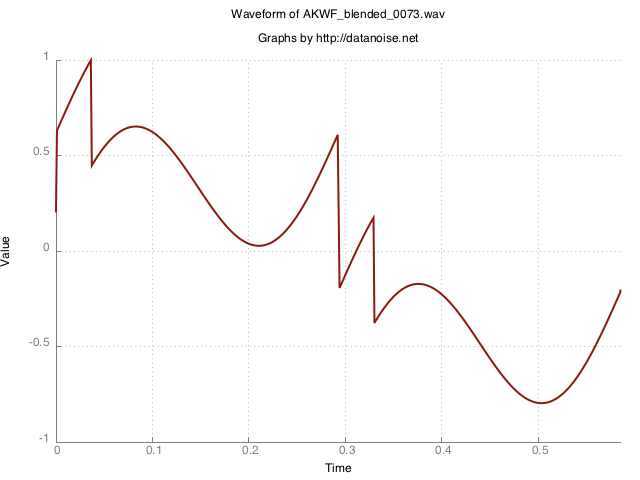 Waveform of AKWF_blended_0073.wav
Graphs by http://datanoise.net
1
0.5
0
-0.5
-1
Value
0 0.1 0.2 0.3 0.4 0.5
Time